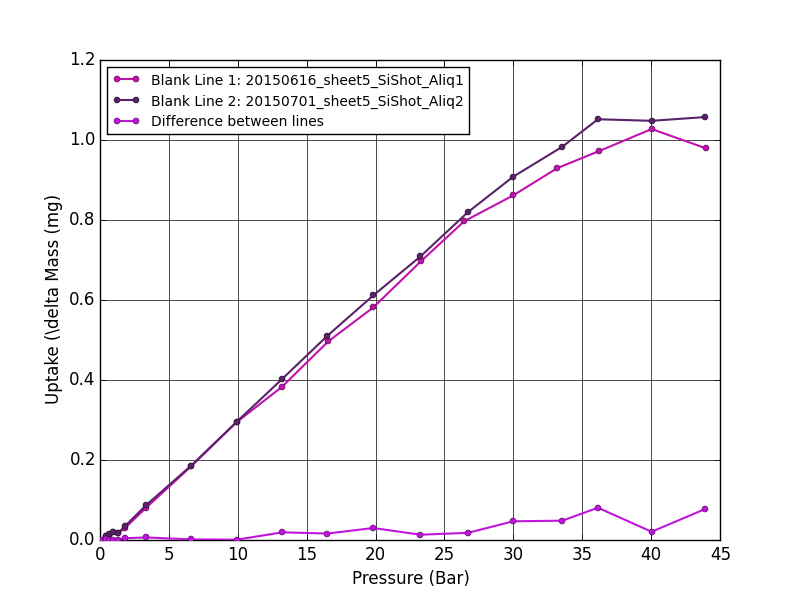 Blank Line 1: 20150616_sheet5_SiShot_Aliq1
Blank Line 2: 20150701_sheet5_SiShot_Aliq2
Difference between lines
1.2
1.0
0.8
0.6
0.4
0.2
0.0
Uptake (\delta Mass (mg)
0 5 10 15 20 25 30 35 40 45
Pressure (Bar)